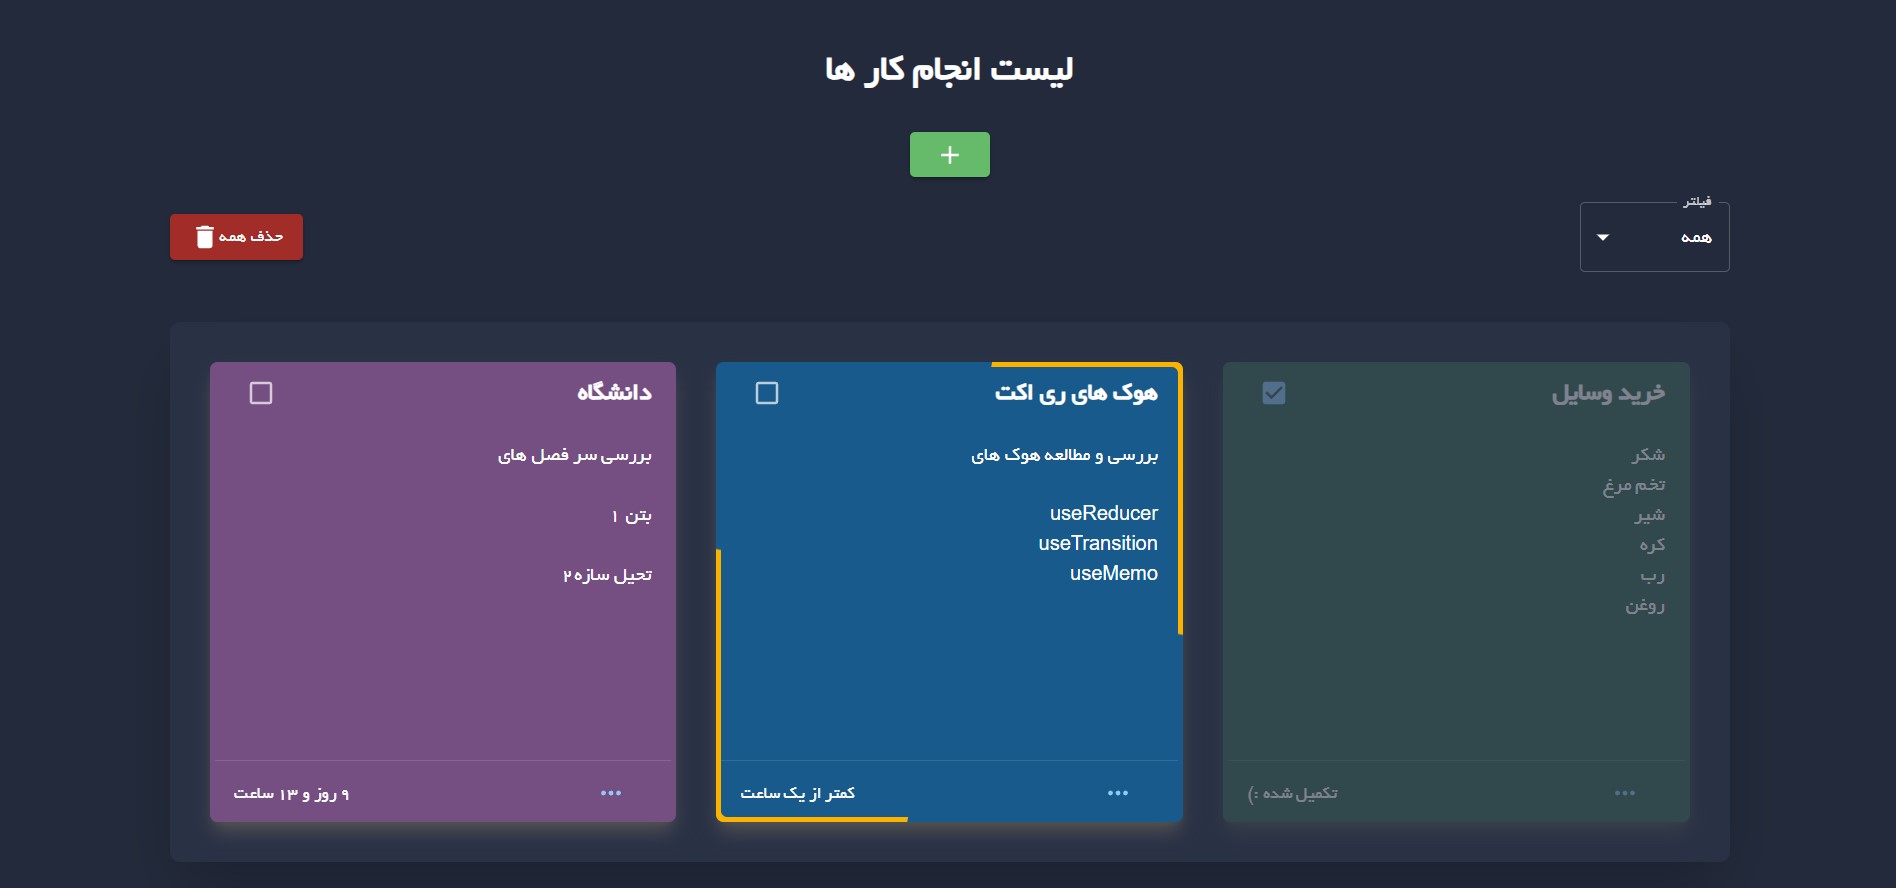 لیست انجام کار ها
+
فیلتر
همه
حذف همه
خرید وسایل
شکر
تخم مرغ
شیر
کره
رب
روغن
تکمیل شده :)
هوک های ری اکت
بررسی و مطالعه هوک های
useReducer
useTransition
useMemo
کمتر از یک ساعت
دانشگاه
بررسی سر فصل های
بتن ۱
تحیل سازه ۲
۹ روز و ۱۳ ساعت